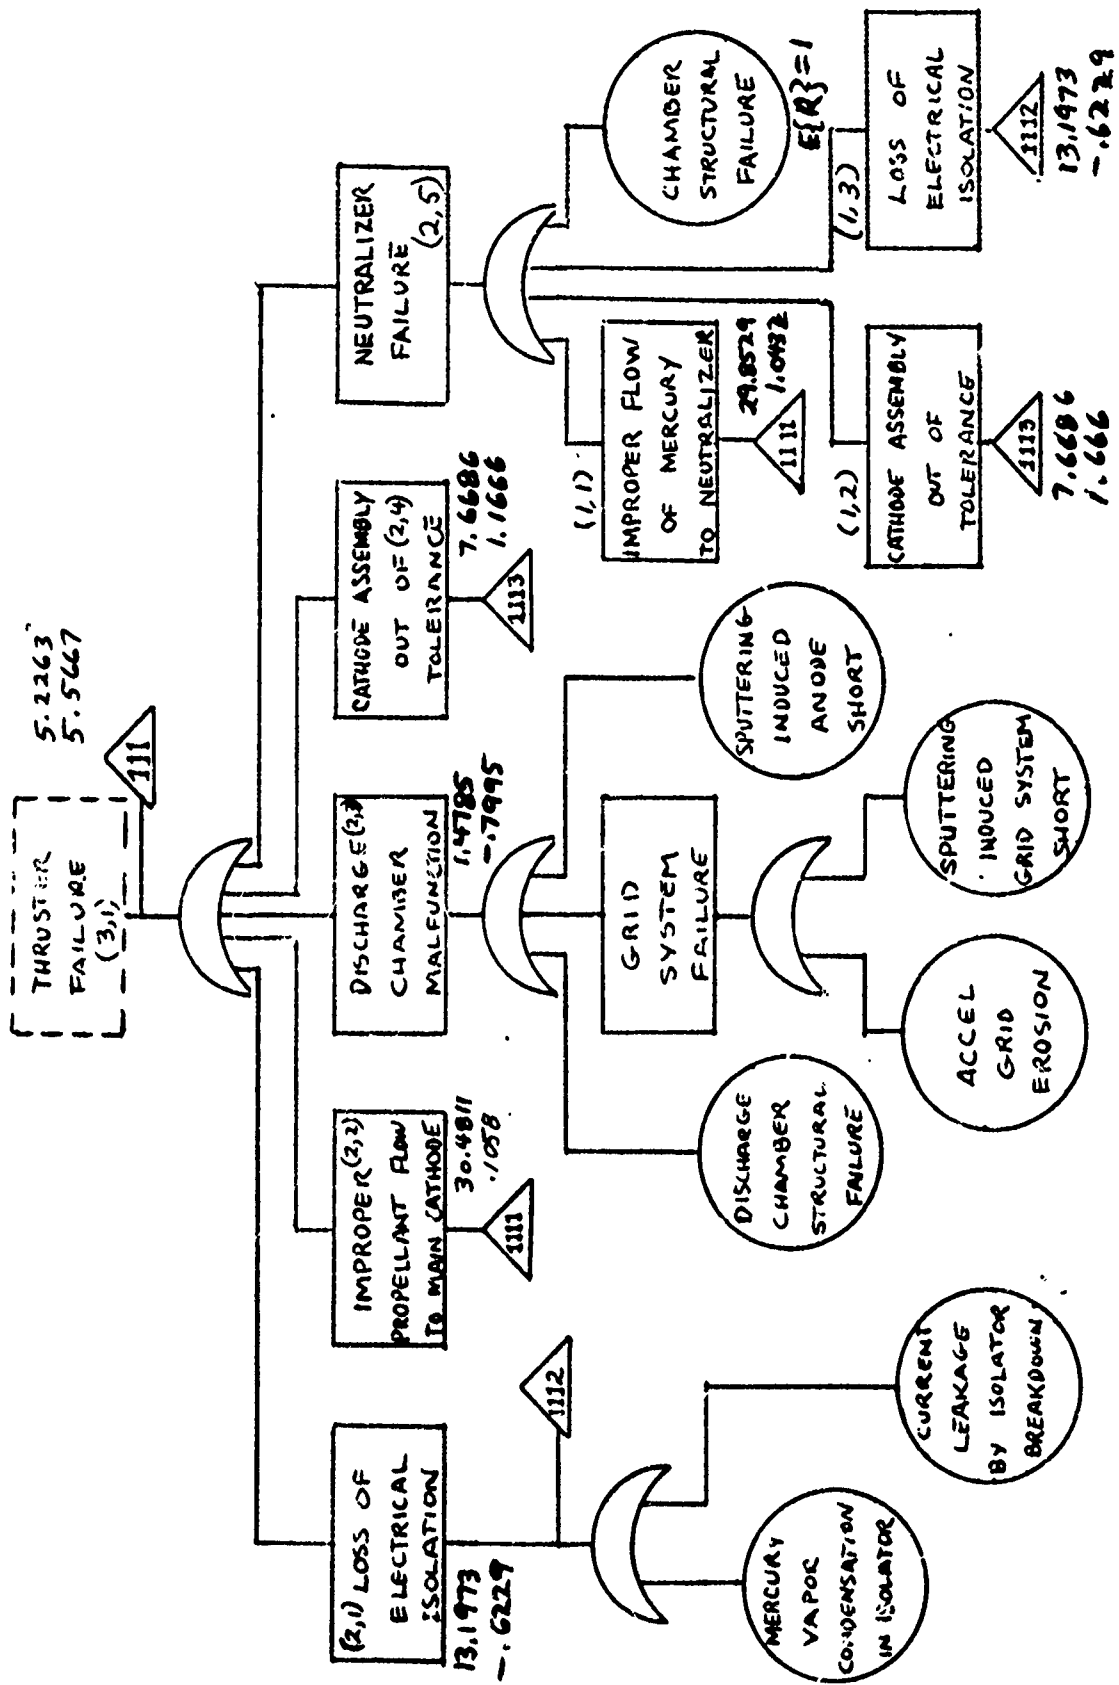 THRUSTER
FAILURE
(3,1)
111
5.2263
5.5667
(2,1) LOSS OF
ELECTRICAL
ISOLATION
13.1973
-.6229
1112
MERCURY
VAPOR
CONDENSATION
IN ISOLATOR
CURRENT
LEAKAGE
BY ISOLATOR
BREAKDOWN
IMPROPER (2,2)
PROPELLANT FLOW
TO MAIN CATHODE
30.4811
.1058
1111
DISCHARGE (2,3)
CHAMBER
MALFUNCTION
1.4785
-.7995
DISCHARGE
CHAMBER
STRUCTURAL
FAILURE
GRID
SYSTEM
FAILURE
ACCEL
GRID
EROSION
SPUTTERING
INDUCED
GRID SYSTEM
SHORT
SPUTTERING
INDUCED
ANODE
SHORT
CATHODE ASSEMBLY
OUT OF (2,4)
TOLERANCE
7.6686
1.1666
1113
NEUTRALIZER
FAILURE
(2,5)
(1,1)
IMPROPER FLOW
OF MERCURY
TO NEUTRALIZER
29.8529
1.0432
1111
(1,2)
CATHODE ASSEMBLY
OUT OF
TOLERANCE
1113
7.6686
1.666
CHAMBER
STRUCTURAL
FAILURE
E{R}=1
(1,3)
LOSS OF
ELECTRICAL
ISOLATION
1112
13.1973
-.6229